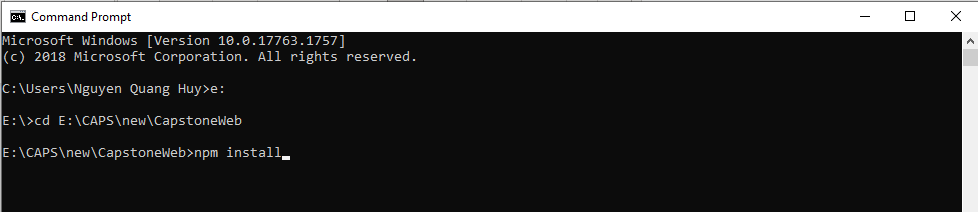 Command Prompt
Microsoft Windows [Version 10.0.17763.1757]
(c) 2018 Microsoft Corporation. All rights reserved.
C:\Users\Nguyen Quang Huy>e:
E:\>cd E:\CAPS\new\CapstoneWeb
E:\CAPS\new\CapstoneWeb>npm install